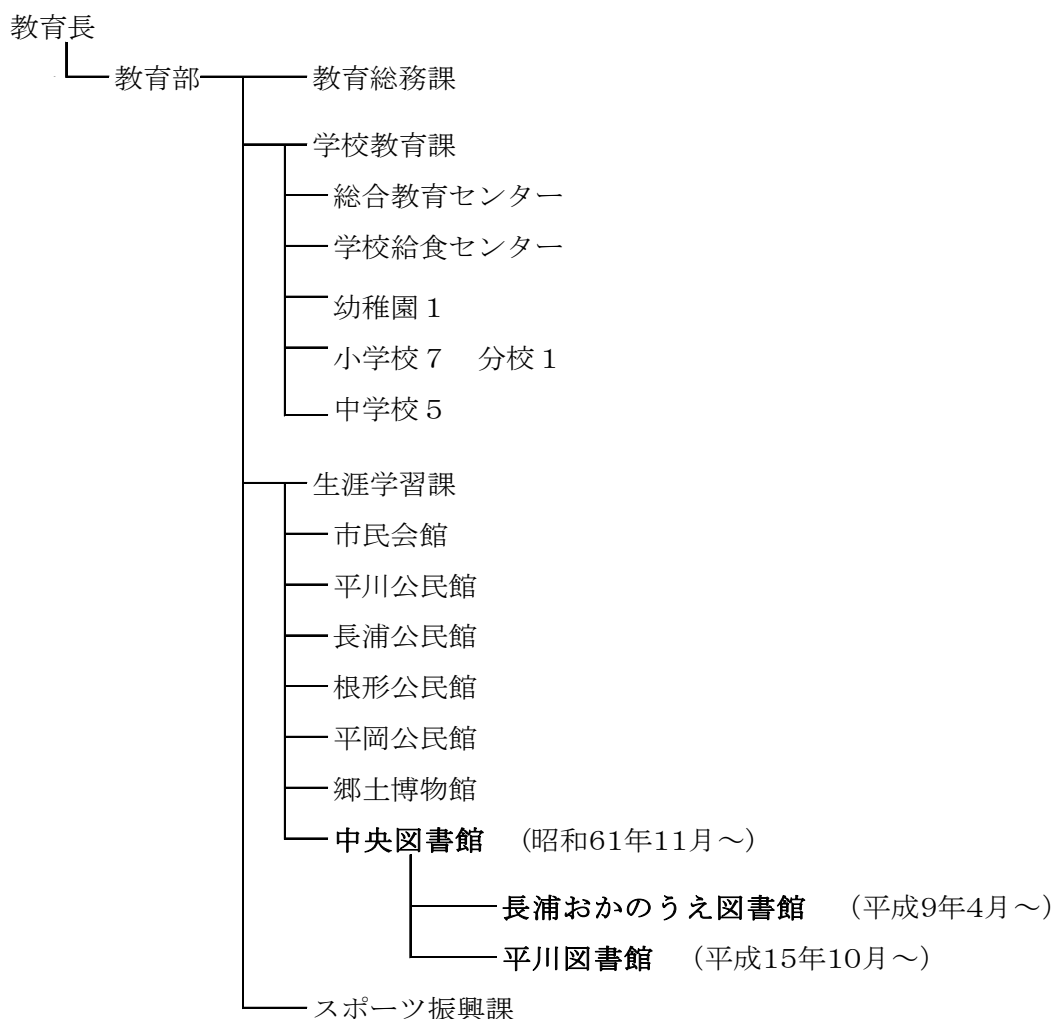 教育長
教育部 教育総務課
学校教育課
総合教育センター
学校給食センター
幼稚園１
小学校７　分校１
中学校５
生涯学習課
市民会館
平川公民館
長浦公民館
根形公民館
平岡公民館
郷土博物館
中央図書館　（昭和61年11月～）
長浦おかのうえ図書館　（平成9年4月～）
平川図書館　（平成15年10月～）
スポーツ振興課